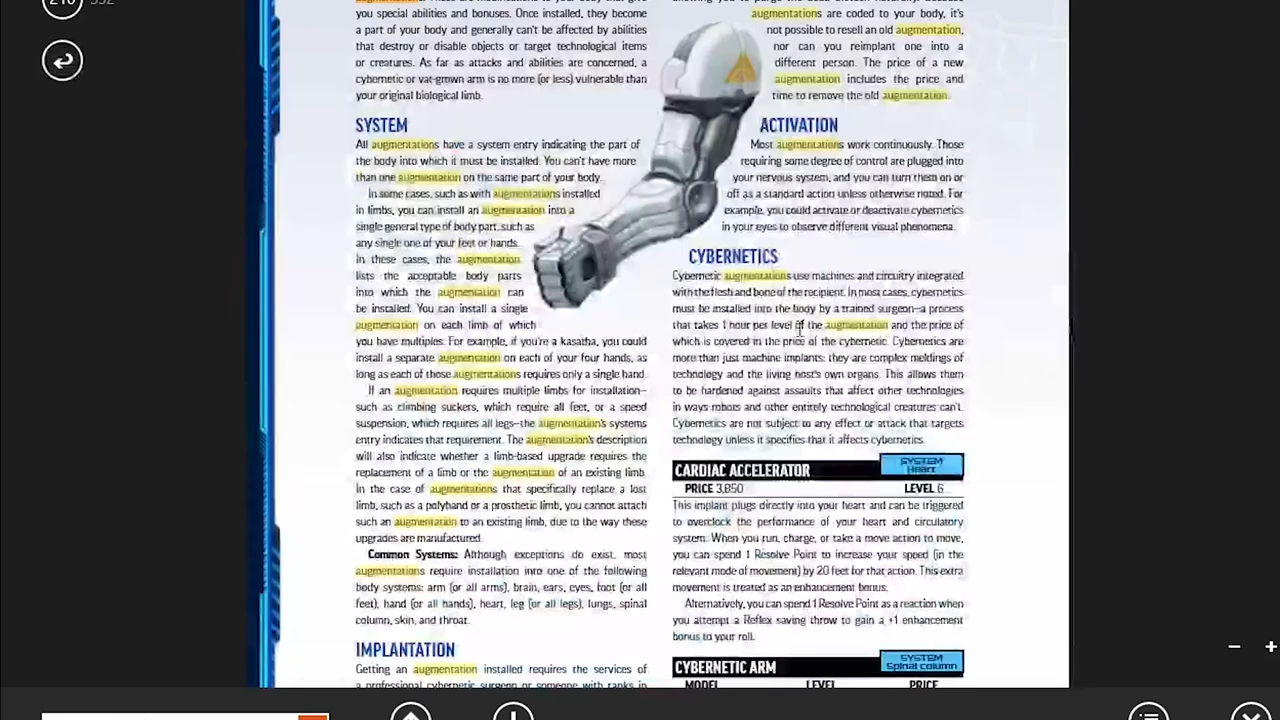 210 332
augmentations. These are modifications to your body that give
you special abilities and bonuses. Once installed, they become
a part of your body and generally can't be affected by abilities
that destroy or disable objects or target technological items
or creatures. As far as attacks and abilities are concerned, a
cybernetic or vat-grown arm is no more (or less) vulnerable than
your original biological limb.
SYSTEM
All augmentations have a system entry indicating the part of
the body into which it must be installed. You can't have more
than one augmentation on the same part of your body.
In some cases, such as with augmentations installed
in limbs, you can install an augmentation into a
single general type of body part, such as
any single one of your feet or hands.
In these cases, the augmentation
lists the acceptable body parts
into which the augmentation can
be installed. You can install a single
augmentation on each limb of which
you have multiples. For example, if you're a kasatha, you could
install a separate augmentation on each of your four hands, as
long as each of those augmentations requires only a single hand.
If an augmentation requires multiple limbs for installation—
such as climbing suckers, which require all feet, or a speed
suspension, which requires all legs—the augmentation's systems
entry indicates that requirement. The augmentation's description
will also indicate whether a limb-based upgrade requires the
replacement of a limb or the augmentation of an existing limb.
In the case of augmentations that specifically replace a lost
limb, such as a polyhand or a prosthetic limb, you cannot attach
such an augmentation to an existing limb, due to the way these
upgrades are manufactured.
Common Systems: Although exceptions do exist, most
augmentations require installation into one of the following
body systems: arm (or all arms), brain, ears, eyes, foot (or all
feet), hand (or all hands), heart, leg (or all legs), lungs, spinal
column, skin, and throat.
IMPLANTATION
Getting an augmentation installed requires the services of
a professional cybernetic surgeon or someone with ranks in
augmentations are coded to your body, it's
not possible to resell an old augmentation,
nor can you reimplant one into a
different person. The price of a new
augmentation includes the price and
time to remove the old augmentation.
ACTIVATION
Most augmentations work continuously. Those
requiring some degree of control are plugged into
your nervous system, and you can turn them on or
off as a standard action unless otherwise noted. For
example, you could activate or deactivate cybernetics
in your eyes to observe different visual phenomena.
CYBERNETICS
Cybernetic augmentations use machines and circuitry integrated
with the flesh and bone of the recipient. In most cases, cybernetics
must be installed into the body by a trained surgeon—a process
that takes 1 hour per level of the augmentation and the price of
which is covered in the price of the cybernetic. Cybernetics are
more than just machine implants; they are complex meldings of
technology and the living host's own organs. This allows them
to be hardened against assaults that affect other technologies
in ways robots and other entirely technological creatures can't.
Cybernetics are not subject to any effect or attack that targets
technology unless it specifies that it affects cybernetics.
CARDIAC ACCELERATOR SYSTEM
Heart
PRICE 3,850 LEVEL 6
This implant plugs directly into your heart and can be triggered
to overclock the performance of your heart and circulatory
system. When you run, charge, or take a move action to move,
you can spend 1 Resolve Point to increase your speed (in the
relevant mode of movement) by 20 feet for that action. This extra
movement is treated as an enhancement bonus.
Alternatively, you can spend 1 Resolve Point as a reaction when
you attempt a Reflex saving throw to gain a +1 enhancement
bonus to your roll.
CYBERNETIC ARM SYSTEM
Spinal column
MODEL LEVEL PRICE